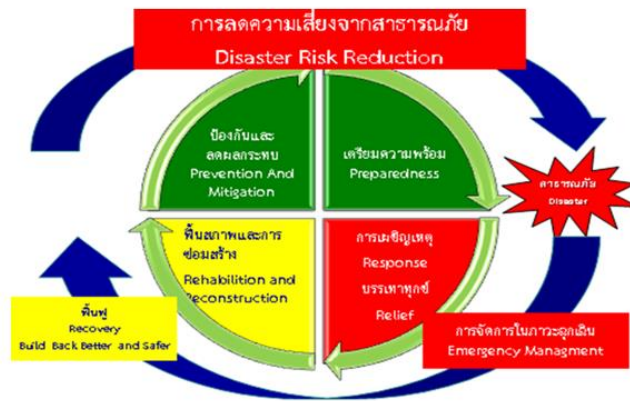 การลดความเสี่ยงจากสาธารณภัย
Disaster Risk Reduction
ป้องกันและ
ลดผลกระทบ
Prevention And
Mitigation
เตรียมความพร้อม
Preparedness
สาธารณภัย
Disaster
ฟื้นสภาพและการ
ซ่อมสร้าง
Rehabilition and
Reconstruction
การเผชิญเหตุ
Response
บรรเทาทุกข์
Relief
ฟื้นฟู
Recovery
Build Back Better and Safer
การจัดการในภาวะฉุกเฉิน
Emergency Managment